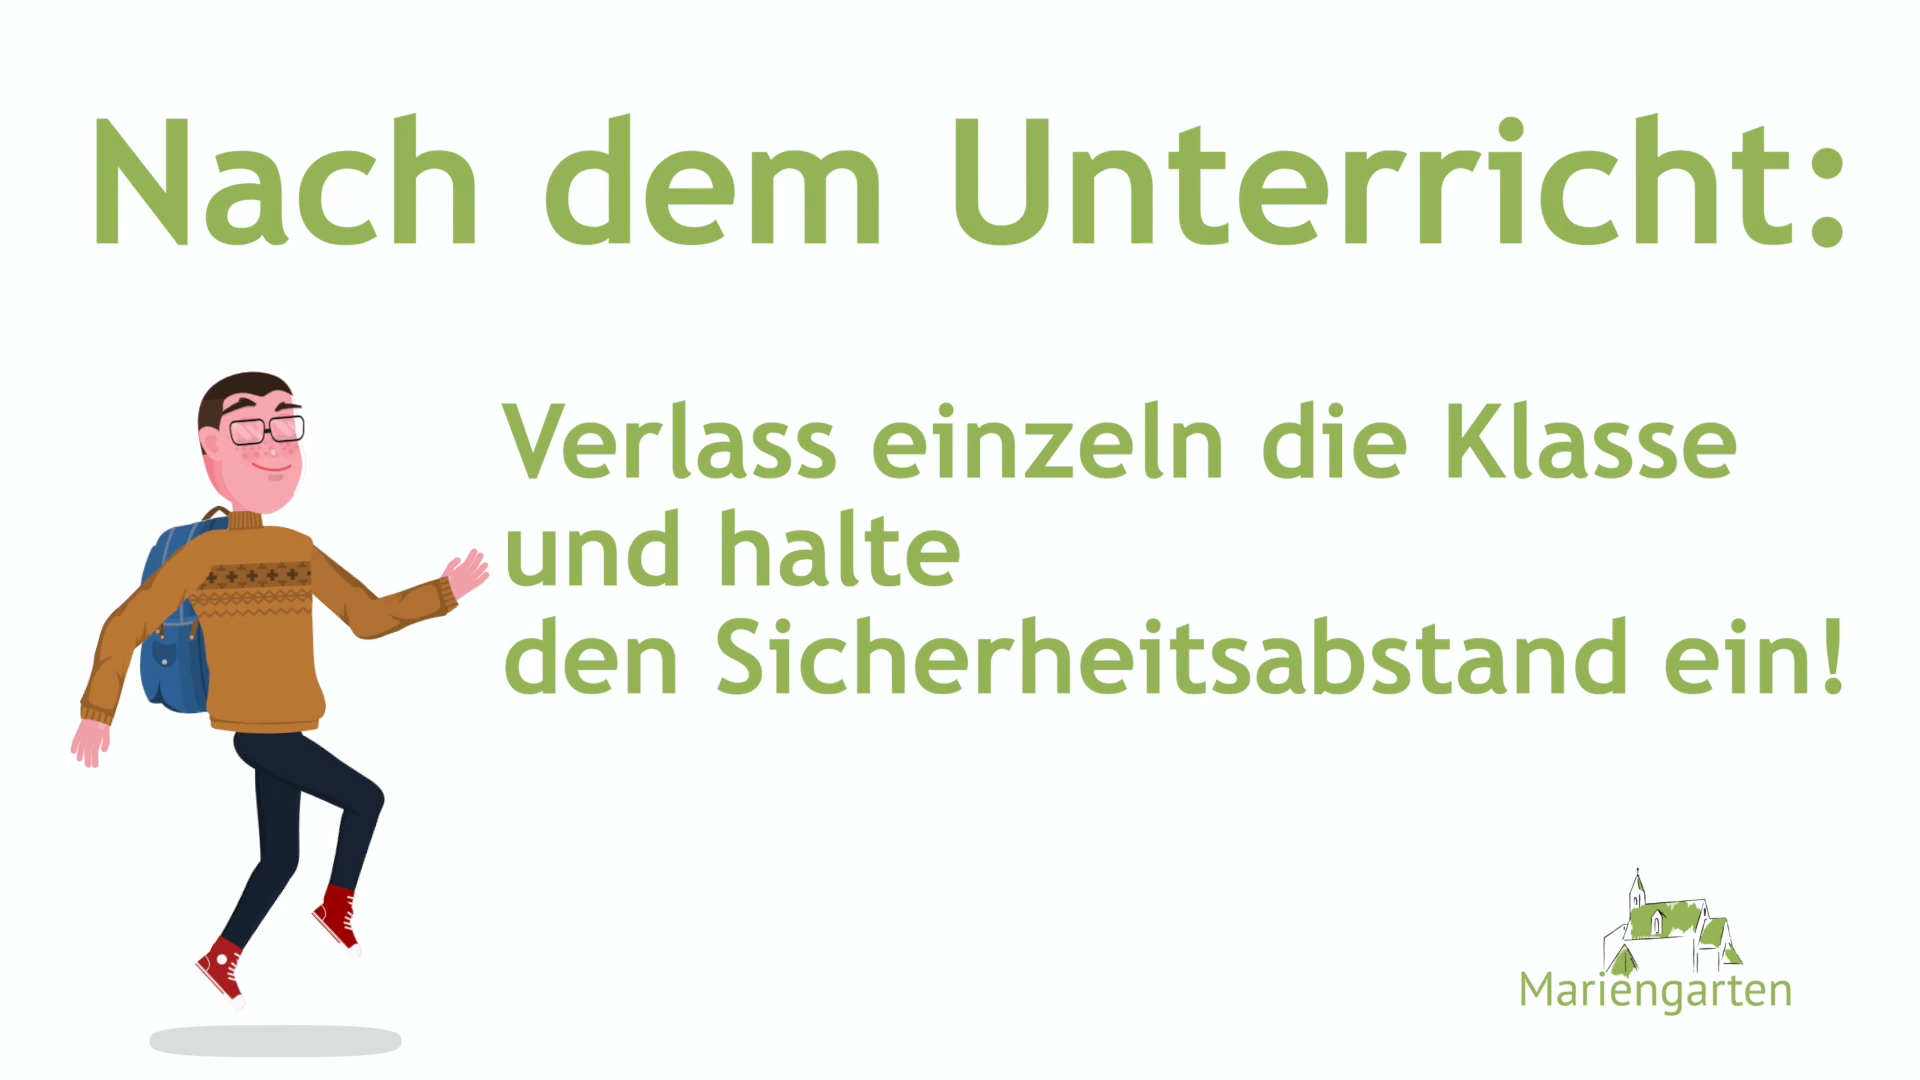 Nach dem Unterricht:
Verlass einzeln die Klasse
und halte
den Sicherheitsabstand ein!
Mariengarten